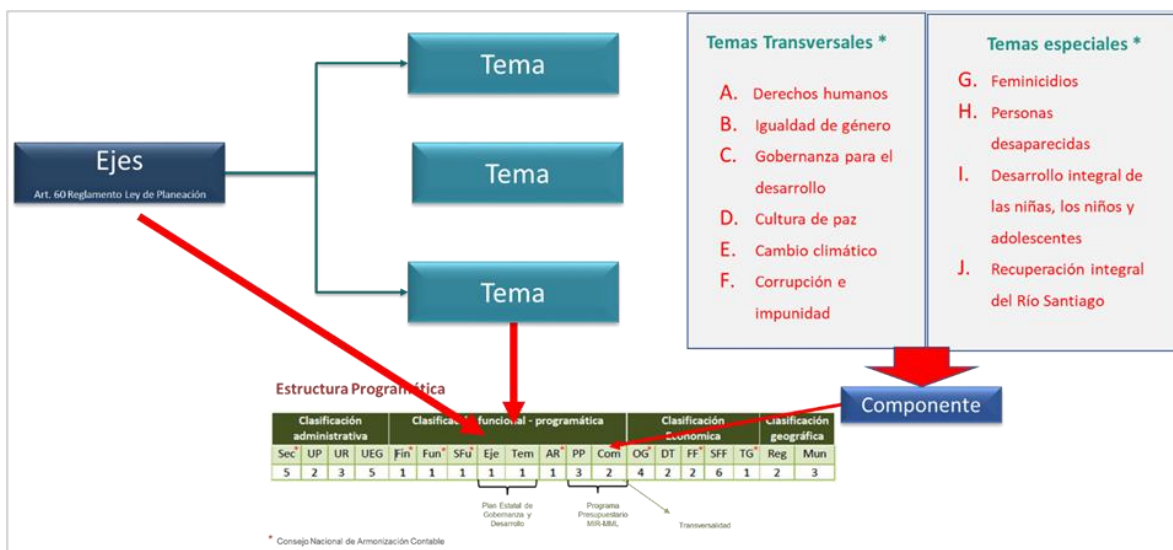 Ejes
Art. 60 Reglamento Ley de Planeación
Tema
Tema
Tema
Temas Transversales *
A. Derechos humanos
B. Igualdad de género
C. Gobernanza para el
desarrollo
D. Cultura de paz
E. Cambio climático
F. Corrupción e
impunidad
Temas especiales *
G. Feminicidios
H. Personas
desaparecidas
I. Desarrollo integral de
las niñas, los niños y
adolescentes
J. Recuperación integral
del Río Santiago
Componente
Estructura Programática
Clasificación
administrativa
funcional - programática
Clasificación
Económica
Clasificación
geográfica
Sec* UP UR UEG Fin* Fun* SFu* Eje Tem AR* PP Com OG* DT FF* SFF TG* Reg Mun
5 2 3 5 1 1 1 1 1 1 3 2 4 2 2 6 1 2 3
Plan Estatal de
Gobernanza y
Desarrollo
Programa
Presupuestario
MIR-MML
Transversalidad
* Consejo Nacional de Armonización Contable